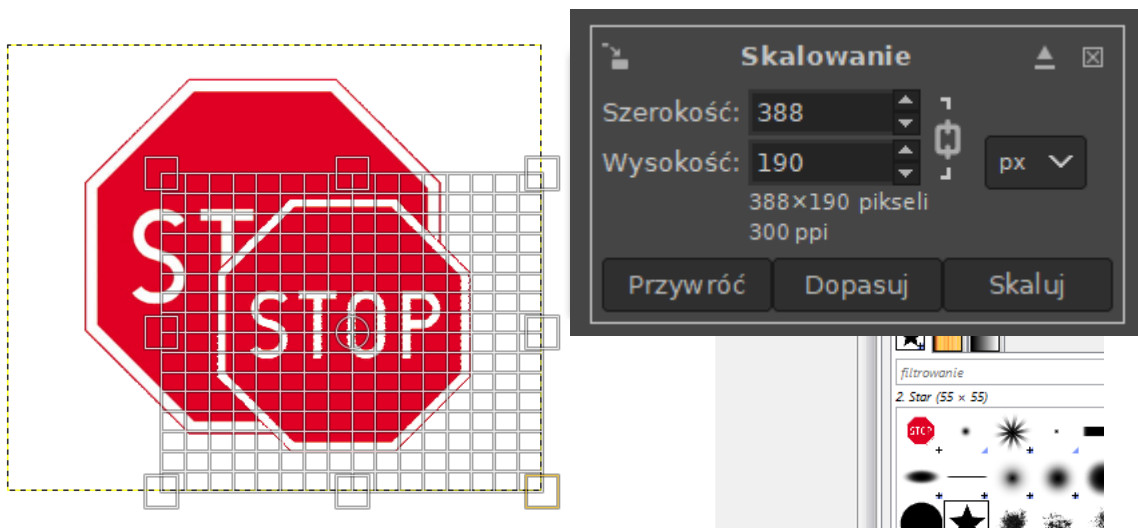 Skalowanie
Szerokość: 388
Wysokość: 190
px
388×190 pikseli
300 ppi
Przywróć Dopasuj Skaluj
ST
STOP
filtrowanie
2. Star (55 × 55)
STOP